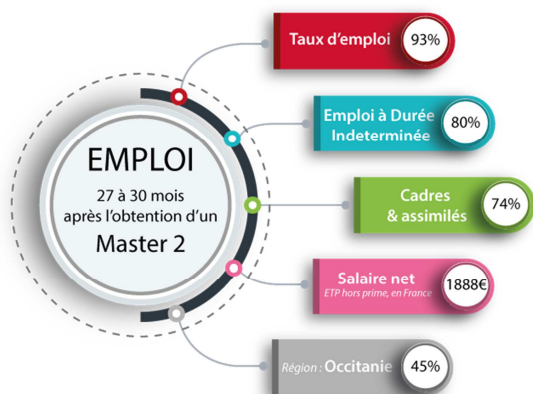 EMPLOI
27 à 30 mois
après l'obtention d'un
Master 2
Taux d'emploi
93%
Emploi à Durée
Indeterminée
80%
Cadres
& assimilés
74%
Salaire net
ETP hors prime, en France
1888€
Région : Occitanie
45%